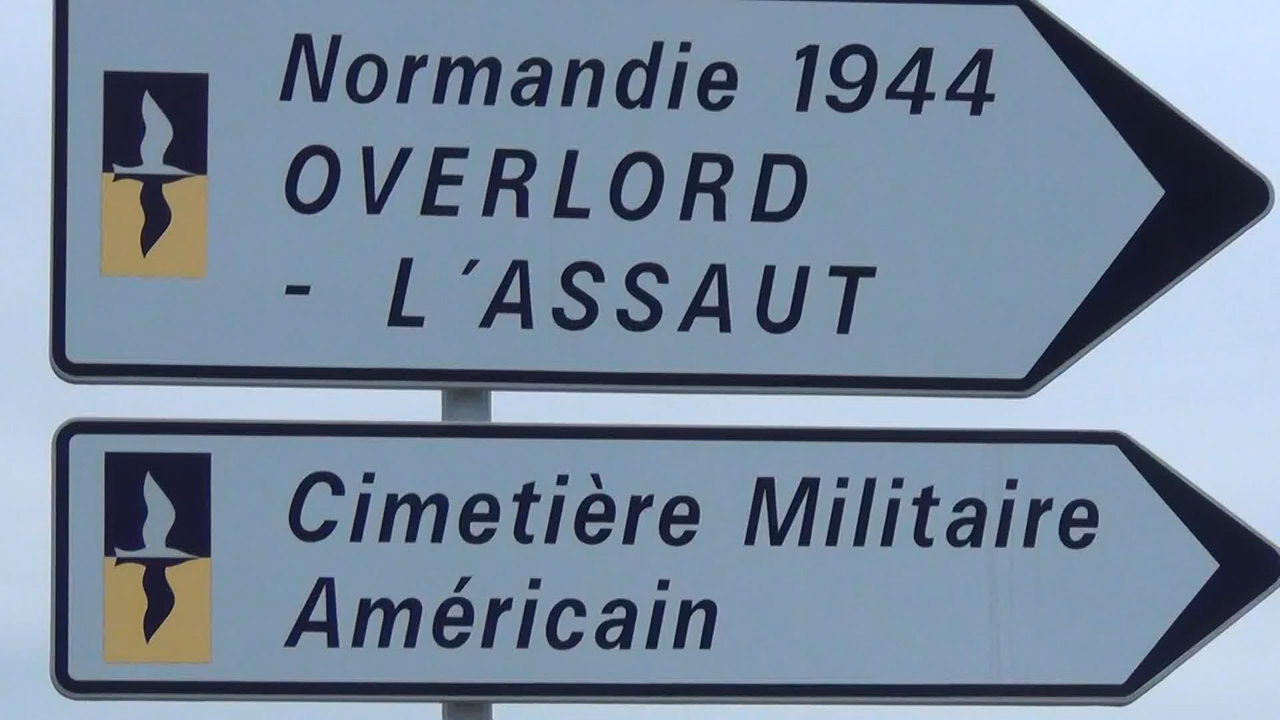 Normandie 1944
OVERLORD
- L´ASSAUT
Cimetière Militaire
Américain